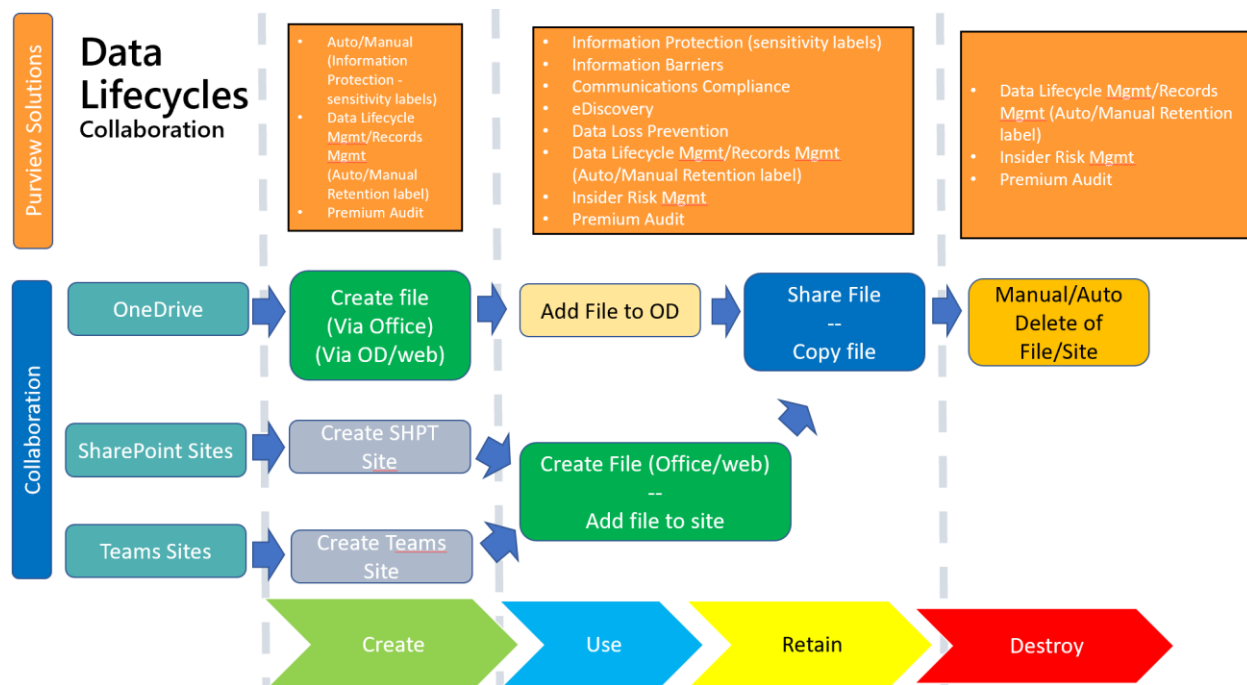 Purview Solutions
Data
Lifecycles
Collaboration
• Auto/Manual
(Information
Protection -
sensitivity labels)
• Data Lifecycle
Mgmt/Records
Mgmt
(Auto/Manual
Retention label)
• Premium Audit
• Information Protection (sensitivity labels)
• Information Barriers
• Communications Compliance
• eDiscovery
• Data Loss Prevention
• Data Lifecycle Mgmt/Records Mgmt
(Auto/Manual Retention label)
• Insider Risk Mgmt
• Premium Audit
• Data Lifecycle Mgmt/Records
Mgmt (Auto/Manual Retention
label)
• Insider Risk Mgmt
• Premium Audit
Collaboration
OneDrive
Create file
(Via Office)
(Via OD/web)
Add File to OD
Share File
--
Copy file
Manual/Auto
Delete of
File/Site
SharePoint Sites
Create SHPT
Site
Create File (Office/web)
--
Add file to site
Teams Sites
Create Teams
Site
Create
Use
Retain
Destroy